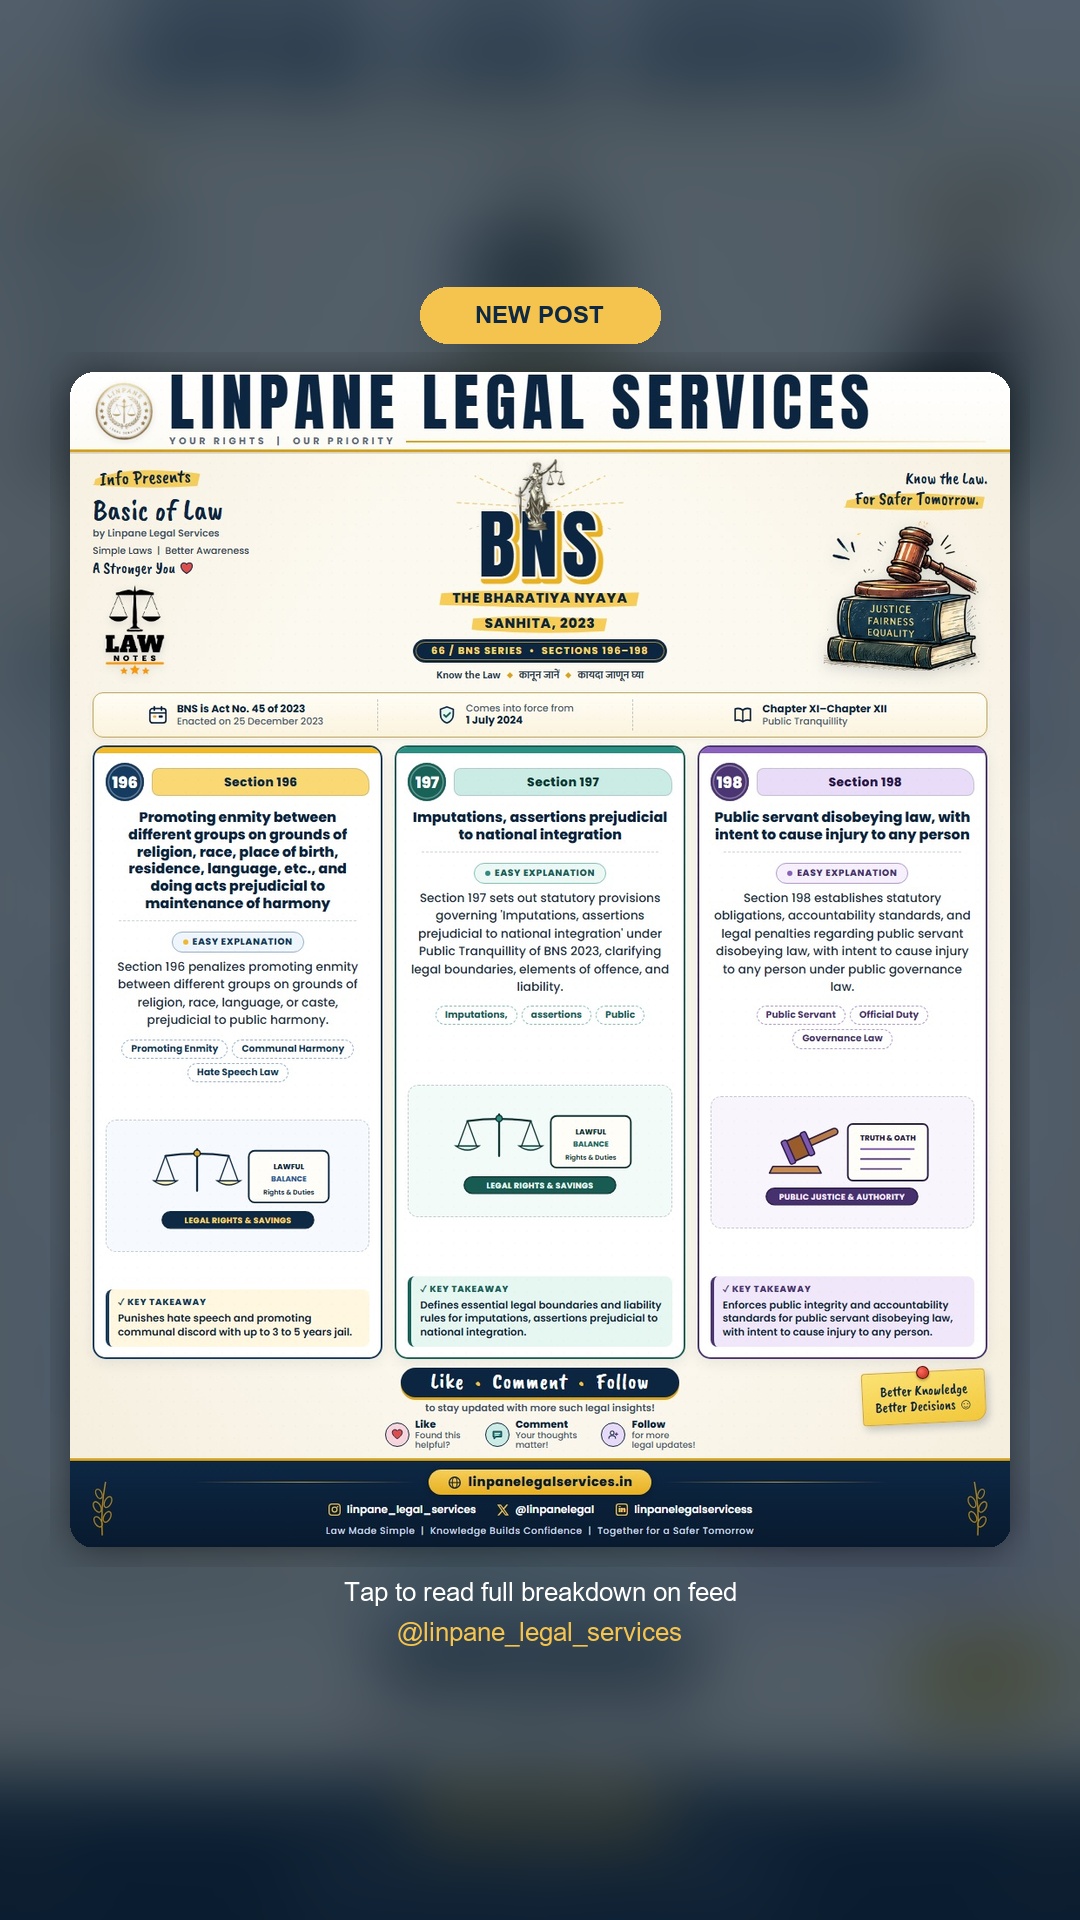 NEW POST
LINPANE LEGAL SERVICES
YOUR RIGHTS | OUR PRIORITY
Info Presents
Basic of Law
by Linpane Legal Services
Simple Laws | Better Awareness
A Stronger You
LAW
NOTES
BNS
THE BHARATIYA NYAYA
SANHITA, 2023
66 / BNS SERIES • SECTIONS 196–198
Know the Law ◆ कानून जानें ◆ कायदा जाणून घ्या
Know the Law.
For Safer Tomorrow.
JUSTICE
FAIRNESS
EQUALITY
BNS is Act No. 45 of 2023
Enacted on 25 December 2023
Comes into force from
1 July 2024
Chapter XI–Chapter XII
Public Tranquillity
196
Section 196
Promoting enmity between
different groups on grounds of
religion, race, place of birth,
residence, language, etc., and
doing acts prejudicial to
maintenance of harmony
EASY EXPLANATION
Section 196 penalizes promoting enmity
between different groups on grounds of
religion, race, language, or caste,
prejudicial to public harmony.
Promoting Enmity
Communal Harmony
Hate Speech Law
LAWFUL
BALANCE
Rights & Duties
LEGAL RIGHTS & SAVINGS
✓ KEY TAKEAWAY
Punishes hate speech and promoting
communal discord with up to 3 to 5 years jail.
197
Section 197
Imputations, assertions prejudicial
to national integration
EASY EXPLANATION
Section 197 sets out statutory provisions
governing 'Imputations, assertions
prejudicial to national integration' under
Public Tranquillity of BNS 2023, clarifying
legal boundaries, elements of offence, and
liability.
Imputations,
assertions
Public
LAWFUL
BALANCE
Rights & Duties
LEGAL RIGHTS & SAVINGS
✓ KEY TAKEAWAY
Defines essential legal boundaries and liability
rules for imputations, assertions prejudicial to
national integration.
198
Section 198
Public servant disobeying law, with
intent to cause injury to any person
EASY EXPLANATION
Section 198 establishes statutory
obligations, accountability standards, and
legal penalties regarding public servant
disobeying law, with intent to cause injury
to any person under public governance
law.
Public Servant
Official Duty
Governance Law
TRUTH & OATH
PUBLIC JUSTICE & AUTHORITY
✓ KEY TAKEAWAY
Enforces public integrity and accountability
standards for public servant disobeying law,
with intent to cause injury to any person.
Like • Comment • Follow
to stay updated with more such legal insights!
Like
Found this
helpful?
Comment
Your thoughts
matter!
Follow
for more
legal updates!
Better Knowledge
Better Decisions ☺
linpanelegalservices.in
linpane_legal_services
@linpanelegal
linpanelegalservicess
Law Made Simple | Knowledge Builds Confidence | Together for a Safer Tomorrow
Tap to read full breakdown on feed
@linpane_legal_services